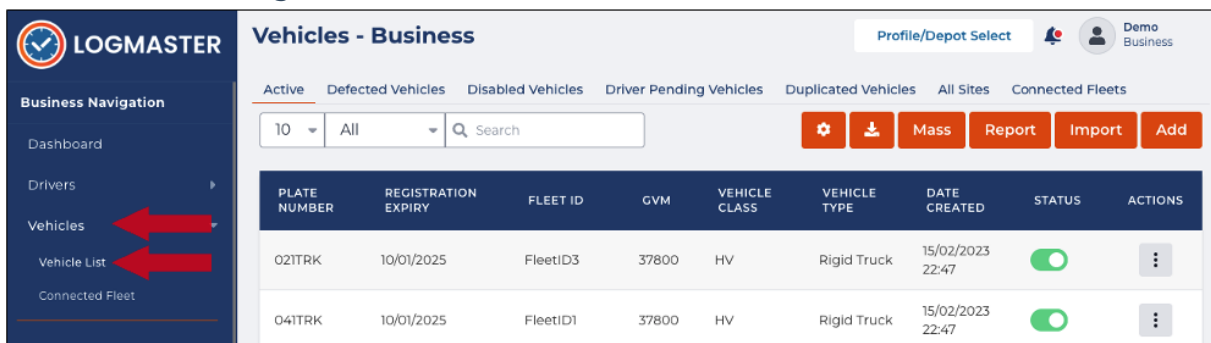 LOGMASTER
Business Navigation
Dashboard
Drivers
Vehicles
Vehicle List
Connected Fleet
Vehicles - Business
Profile/Depot Select
Demo
Business
Active Defected Vehicles Disabled Vehicles Driver Pending Vehicles Duplicated Vehicles All Sites Connected Fleets
10 All Search Mass Report Import Add
PLATE NUMBER REGISTRATION EXPIRY FLEET ID GVM VEHICLE CLASS VEHICLE TYPE DATE CREATED STATUS ACTIONS
021TRK 10/01/2025 FleetID3 37800 HV Rigid Truck 15/02/2023 22:47
041TRK 10/01/2025 FleetID1 37800 HV Rigid Truck 15/02/2023 22:47